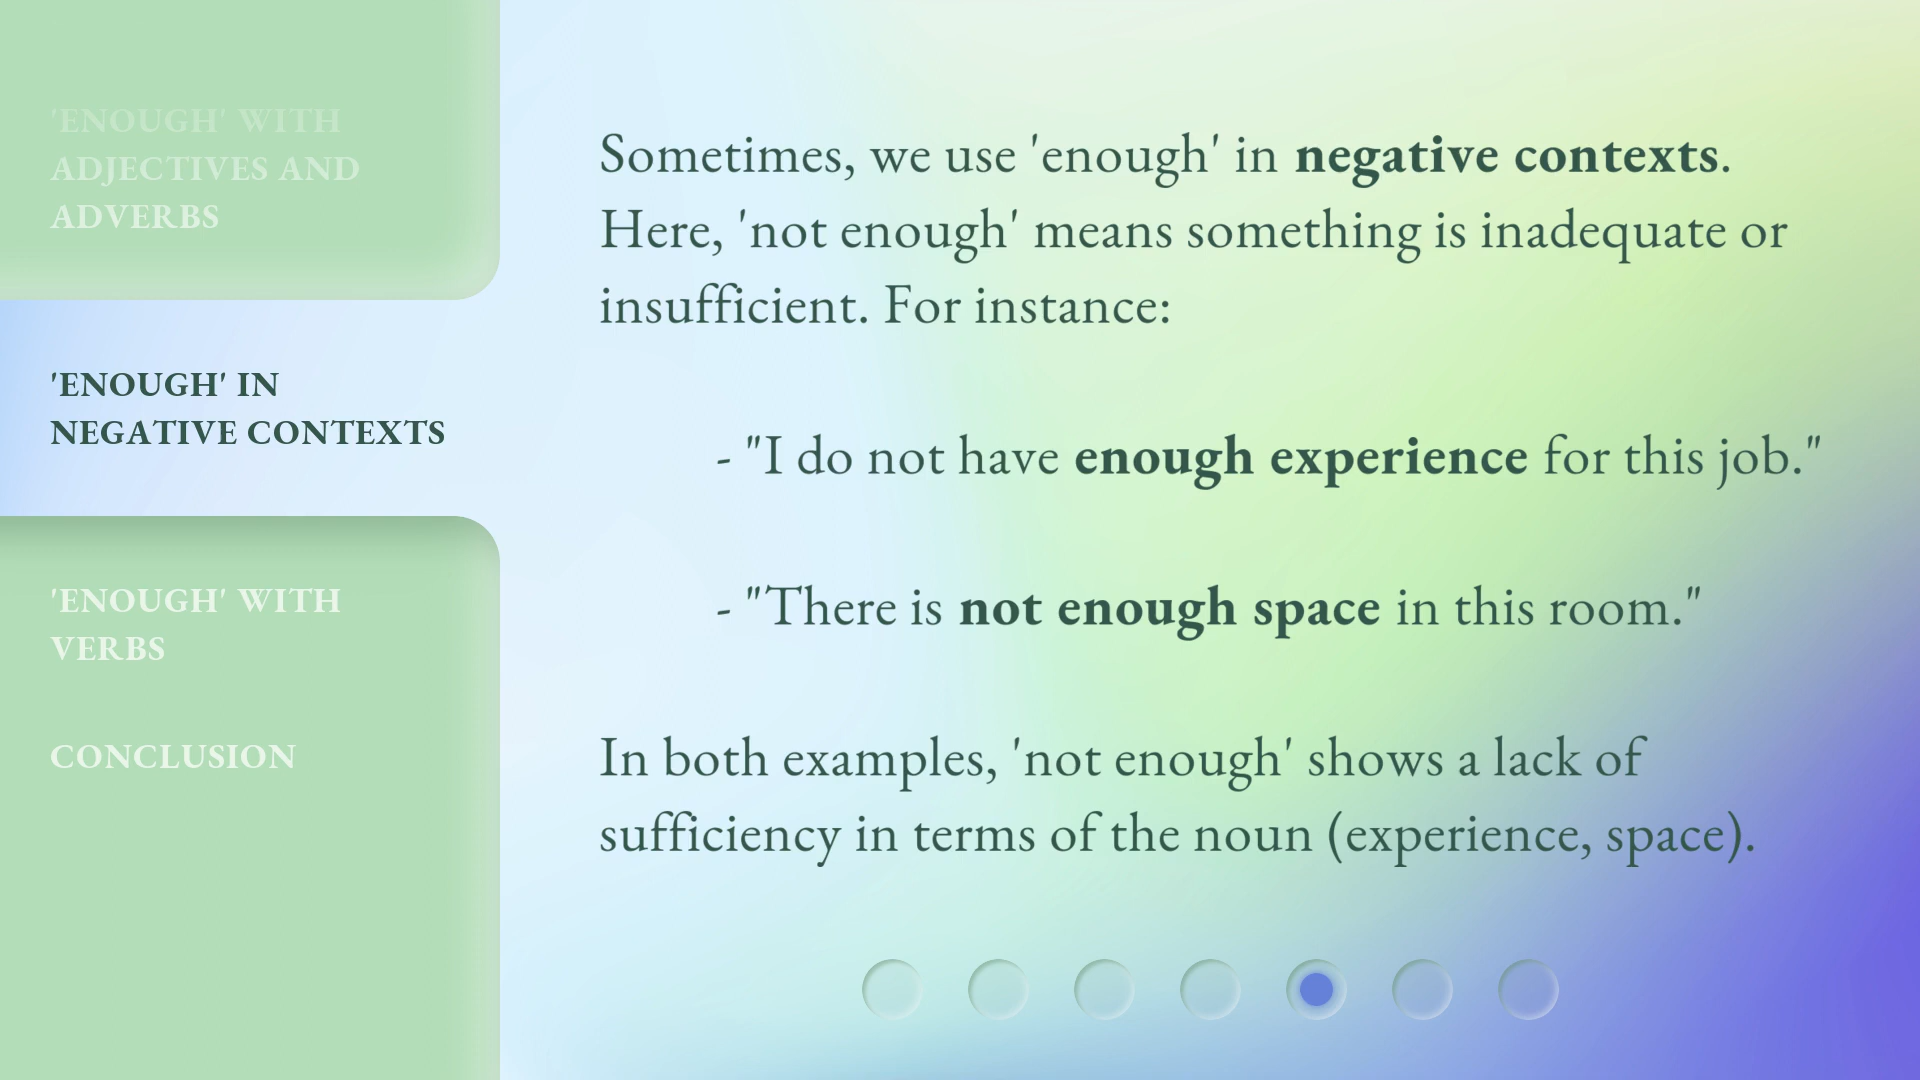 'ENOUGH' WITH
ADJECTIVES AND
ADVERBS
'ENOUGH' IN
NEGATIVE CONTEXTS
'ENOUGH' WITH
VERBS
CONCLUSION
Sometimes, we use 'enough' in negative contexts.
Here, 'not enough' means something is inadequate or
insufficient. For instance:
- "I do not have enough experience for this job."
- "There is not enough space in this room."
In both examples, 'not enough' shows a lack of
sufficiency in terms of the noun (experience, space).